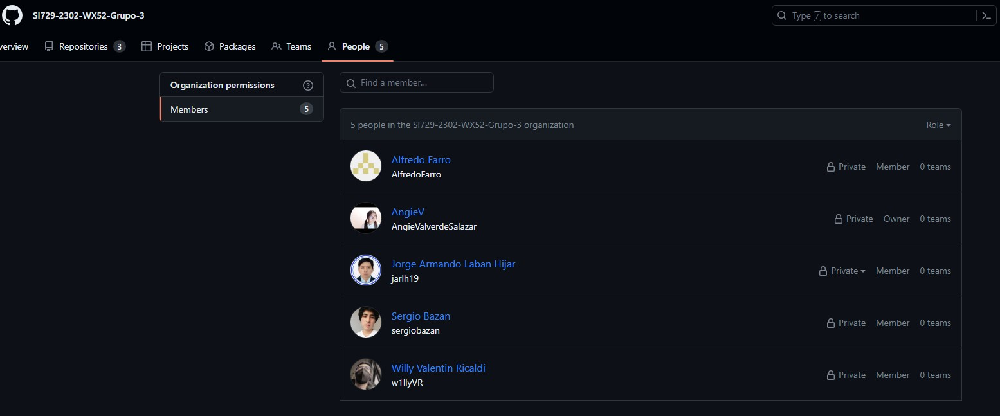 SI729-2302-WX52-Grupo-3
Type / to search
verview
Repositories 3
Projects
Packages
Teams
People 5
Organization permissions
Members 5
Find a member...
5 people in the SI729-2302-WX52-Grupo-3 organization
Role
Alfredo Farro
AlfredoFarro
Private Member 0 teams
AngieV
AngieValverdeSalazar
Private Owner 0 teams
Jorge Armando Laban Hijar
jarlh19
Private Member 0 teams
Sergio Bazan
sergiobazan
Private Member 0 teams
Willy Valentin Ricaldi
w1llyVR
Private Member 0 teams